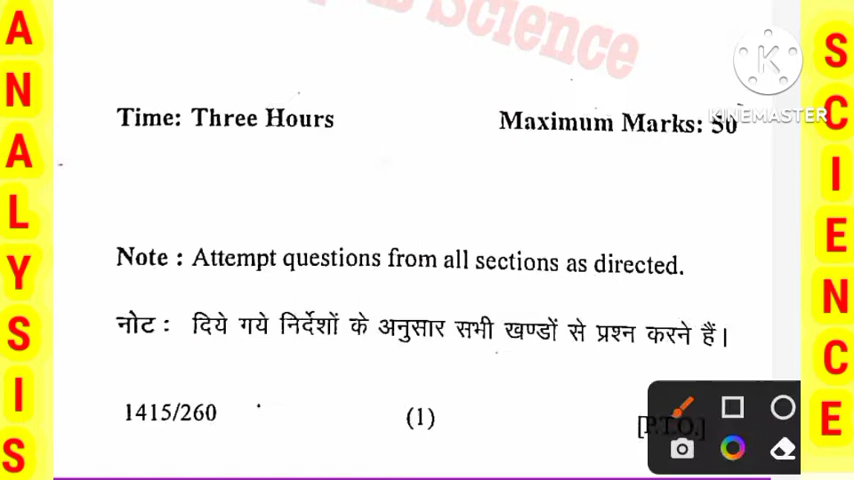 Science
Time: Three Hours
Maximum Marks: 50
KINEMASTER
Note : Attempt questions from all sections as directed.
नोट : दिये गये निर्देशों के अनुसार सभी खण्डों से प्रश्न करने हैं।
1415/260
(1)
[P.T.O.]
ANALYSIS
SCIENCE